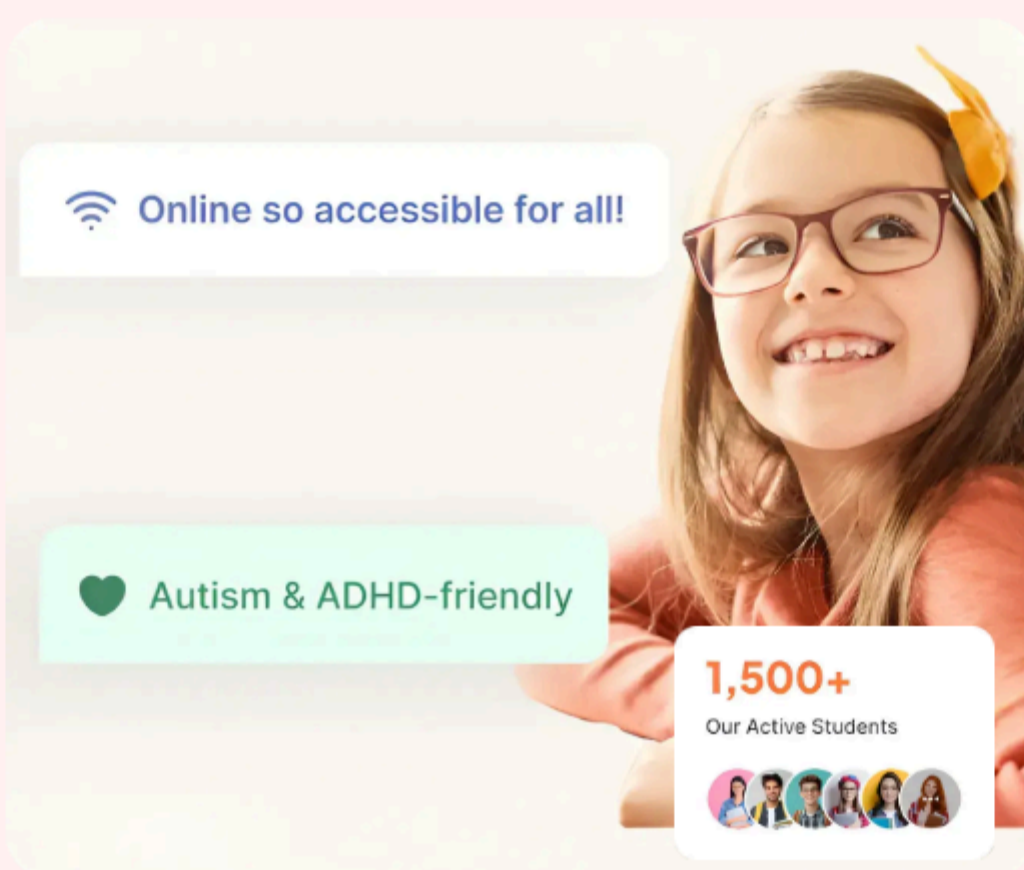 Online so accessible for all!
Autism & ADHD-friendly
1,500+
Our Active Students